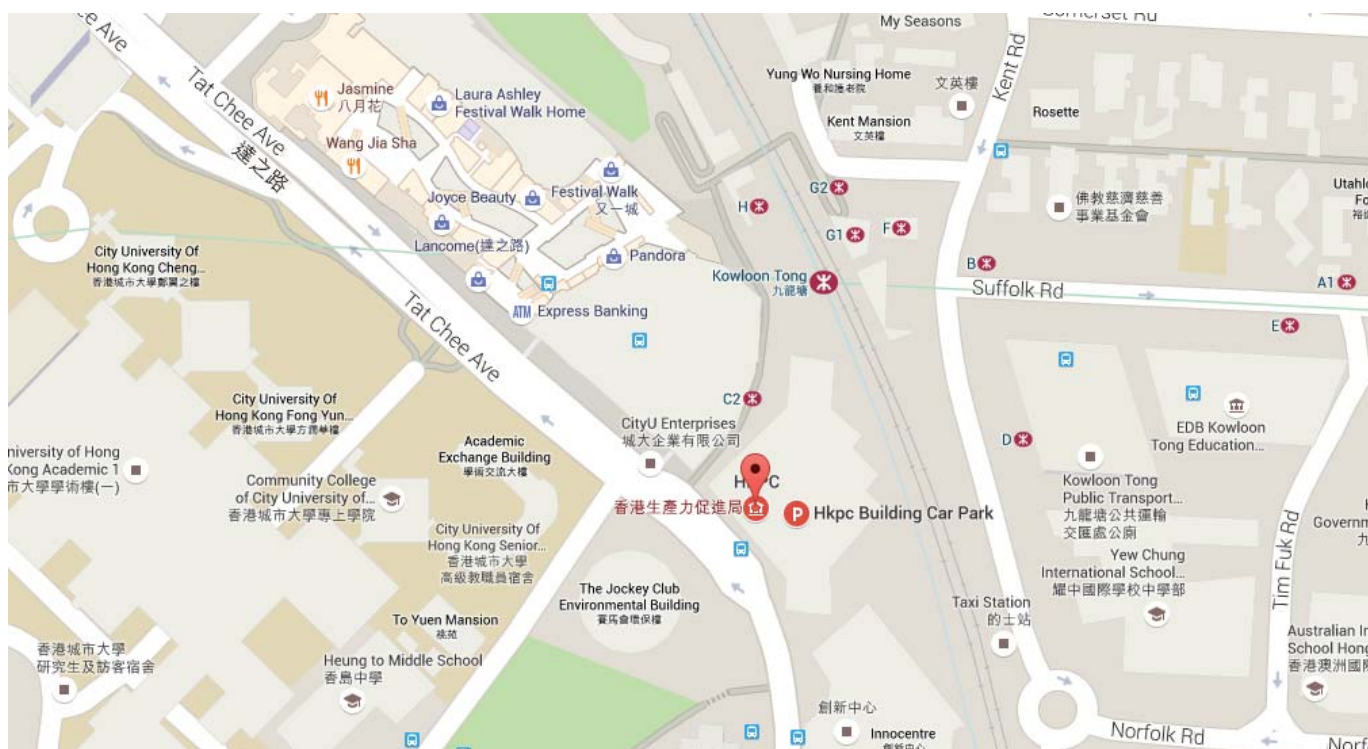 My Seasons
Kent Rd
Tat Chee Ave
達之路
Jasmine
八月花
Laura Ashley
Festival Walk Home
Yung Wo Nursing Home
養和護老院
文英樓
Kent Mansion
文英樓
Rosette
Wang Jia Sha
Joyce Beauty
Festival Walk
又一城
G2
H
G1
F
佛教慈濟慈善
事業基金會
City University Of
Hong Kong Cheng...
香港城市大學鄭翼之樓
Lancome(達之路)
Pandora
Kowloon Tong
九龍塘
B
Suffolk Rd
A1
E
ATM
Express Banking
Tat Chee Ave
City University Of
Hong Kong Fong Yun...
香港城市大學方潤華樓
C2
CityU Enterprises
城大企業有限公司
EDB Kowloon
Tong Education...
D
Academic
Exchange Building
學術交流大樓
niversity of Hong
Kong Academic 1
市大學學術樓(一)
Community College
of City University of...
香港城市大學專上學院
HKPC
香港生產力促進局
P
Hkpc Building Car Park
Kowloon Tong
Public Transport...
九龍塘公共運輸
交匯處公廁
City University Of
Hong Kong Senior...
香港城市大學
高級教職員宿舍
Yew Chung
International School...
耀中國際學校中學部
Tim Fuk Rd
The Jockey Club
Environmental Building
賽馬會環保樓
Taxi Station
的士站
To Yuen Mansion
桃苑
香港城市大學
研究生及訪客宿舍
Heung to Middle School
香島中學
Australian In
School Hong
香港澳洲國際
創新中心
Innocentre
Norfolk Rd